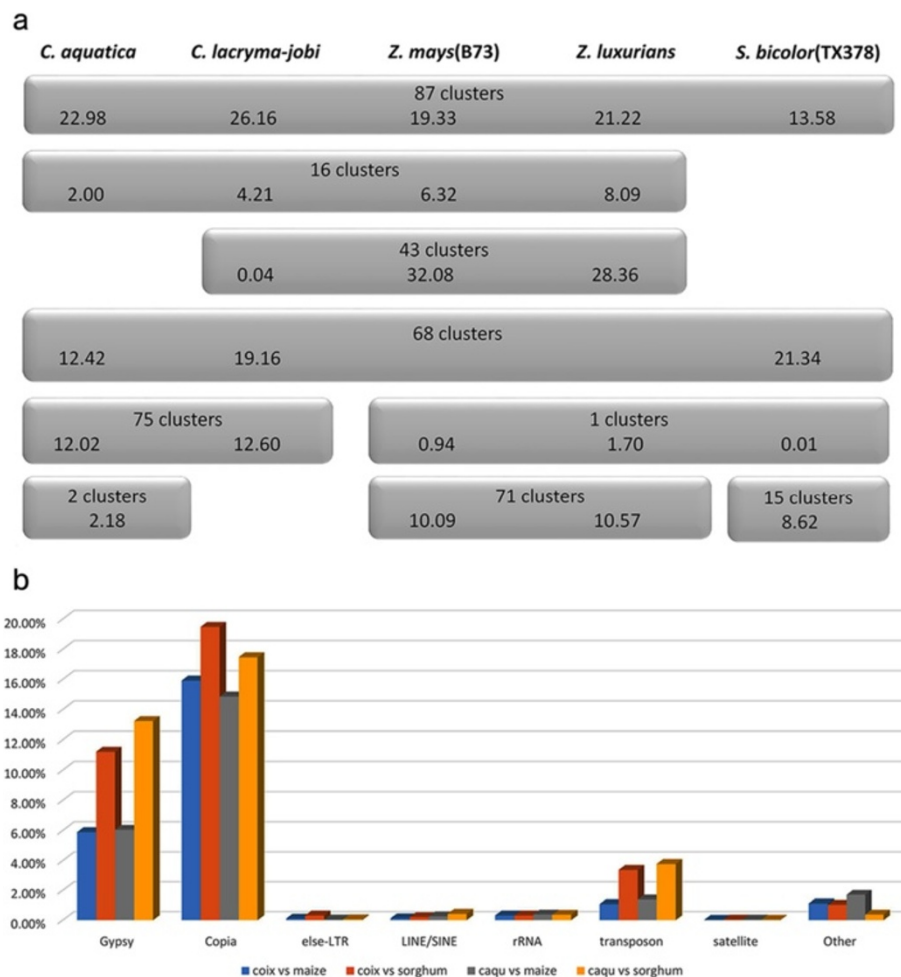 a
C. aquatica C. lacryma-jobi Z. mays(B73) Z. luxurians S. bicolor(TX378)
87 clusters
22.98 26.16 19.33 21.22 13.58
16 clusters
2.00 4.21 6.32 8.09
43 clusters
0.04 32.08 28.36
68 clusters
12.42 19.16 21.34
75 clusters 1 clusters
12.02 12.60 0.94 1.70 0.01
2 clusters 71 clusters 15 clusters
2.18 10.09 10.57 8.62
b
20.00%
18.00%
16.00%
14.00%
12.00%
10.00%
8.00%
6.00%
4.00%
2.00%
0.00%
Gypsy Copia else-LTR LINE/SINE rRNA transposon satellite Other
coix vs maize coix vs sorghum caqu vs maize caqu vs sorghum